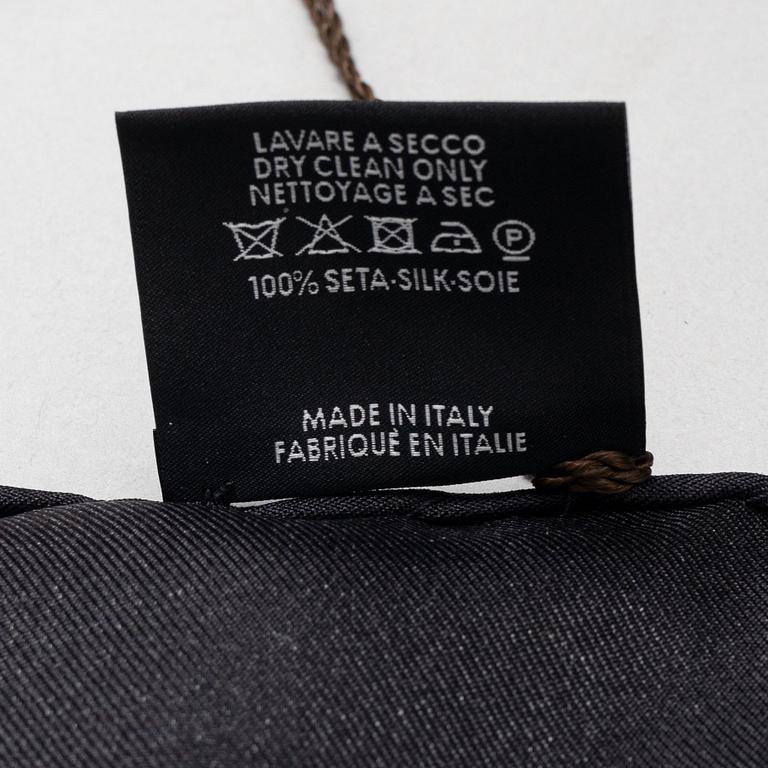 LAVARE A SECCO
DRY CLEAN ONLY
NETTOYAGE A SEC
P
100% SETA-SILK-SOIE
MADE IN ITALY
FABRIQUÈ EN ITALIE